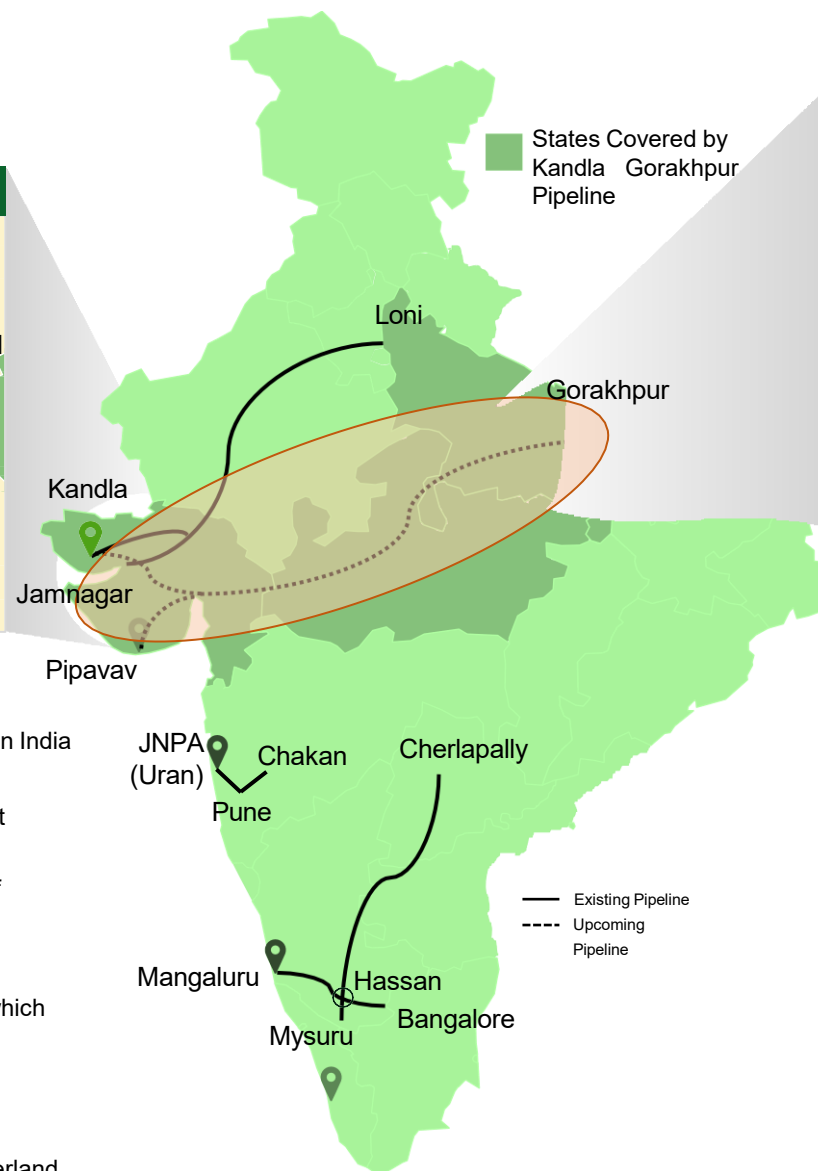 States Covered by
Kandla Gorakhpur
Pipeline
Loni
Gorakhpur
Kandla
Jamnagar
Pipavav
n India
JNPA
(Uran)
Chakan
Cherlapally
Pune
t
Existing Pipeline
Upcoming
Pipeline
Mangaluru
Hassan
hich
Bangalore
Mysuru
erland